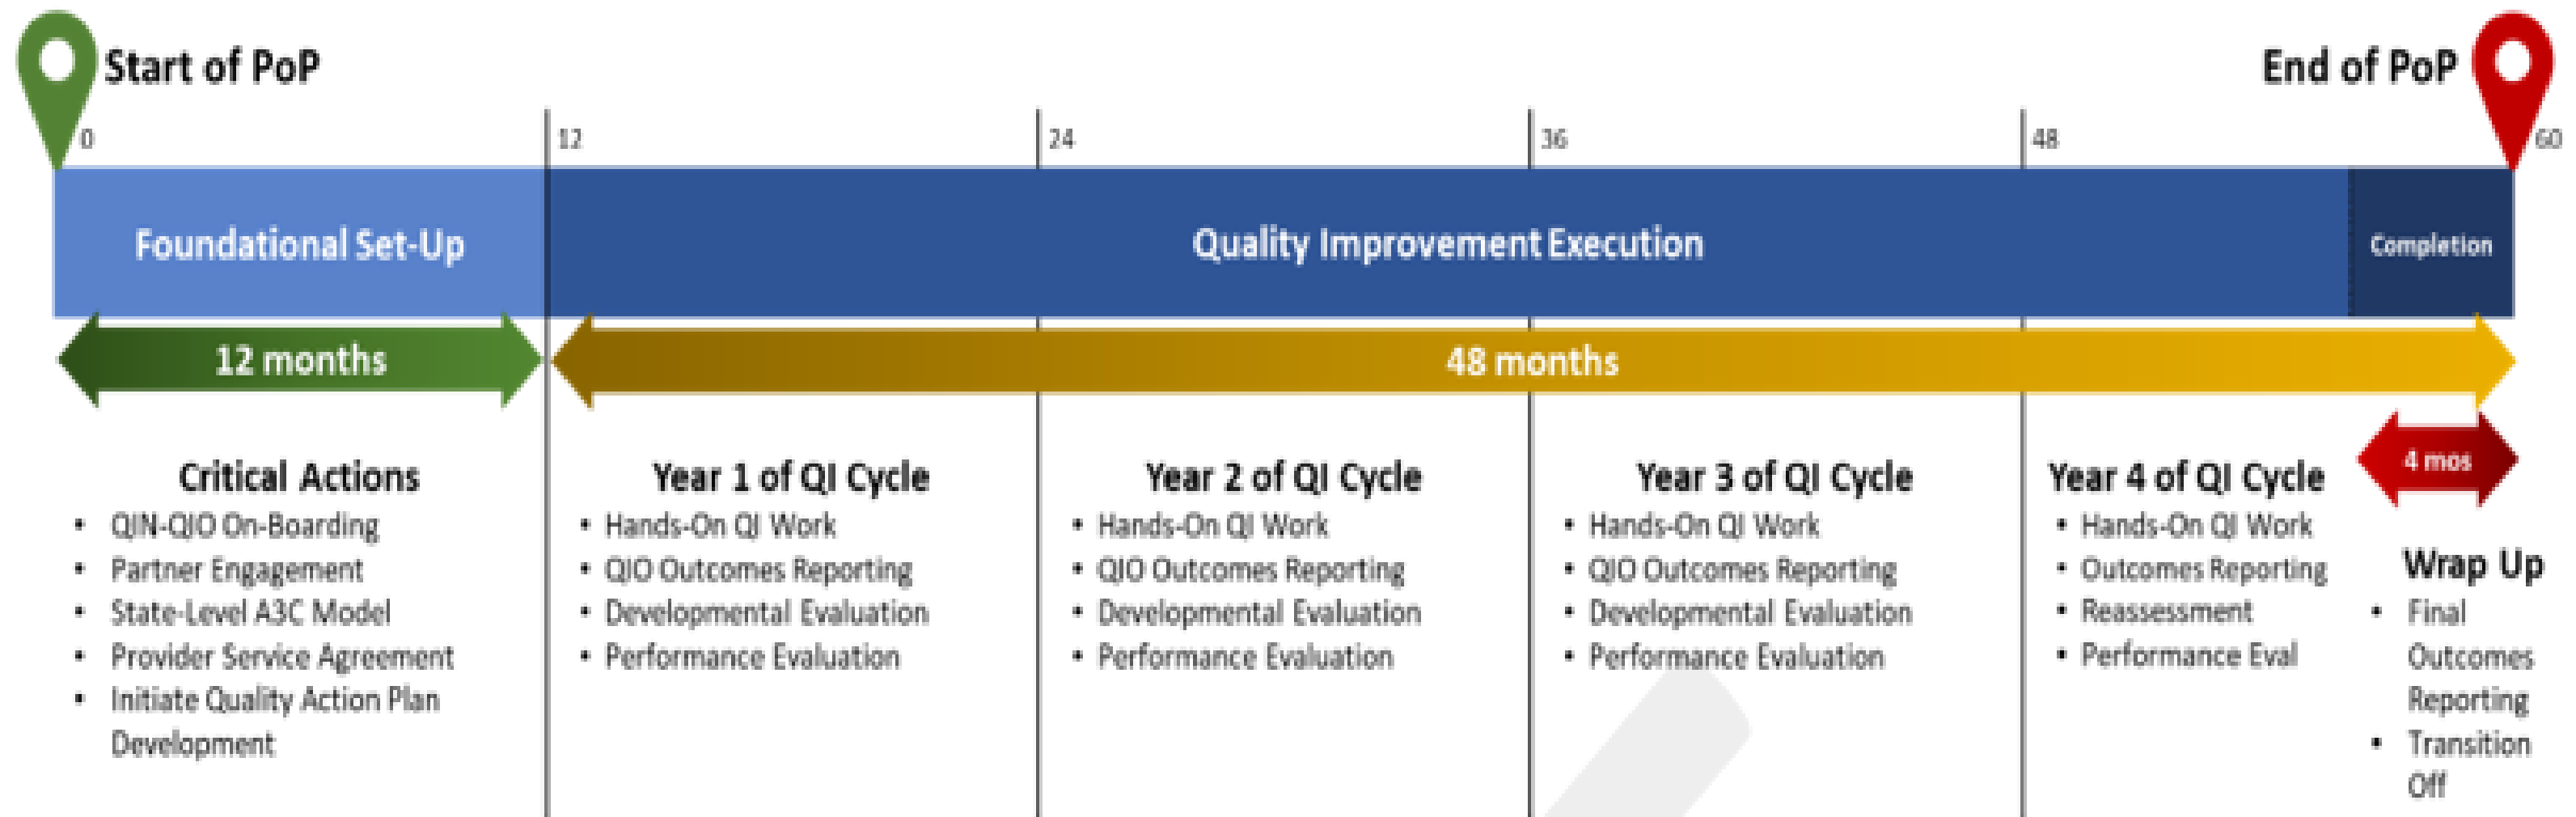 Start of PoP
End of PoP
0
12
24
36
48
60
Foundational Set-Up
Quality Improvement Execution
Completion
12 months
48 months
4 mos
Critical Actions
• QIN-QIO On-Boarding
• Partner Engagement
• State-Level A3C Model
• Provider Service Agreement
• Initiate Quality Action Plan
Development
Year 1 of QI Cycle
• Hands-On QI Work
• QIO Outcomes Reporting
• Developmental Evaluation
• Performance Evaluation
Year 2 of QI Cycle
• Hands-On QI Work
• QIO Outcomes Reporting
• Developmental Evaluation
• Performance Evaluation
Year 3 of QI Cycle
• Hands-On QI Work
• QIO Outcomes Reporting
• Developmental Evaluation
• Performance Evaluation
Year 4 of QI Cycle
• Hands-On QI Work
• Outcomes Reporting
• Reassessment
• Performance Eval
Wrap Up
• Final
Outcomes
Reporting
• Transition
Off